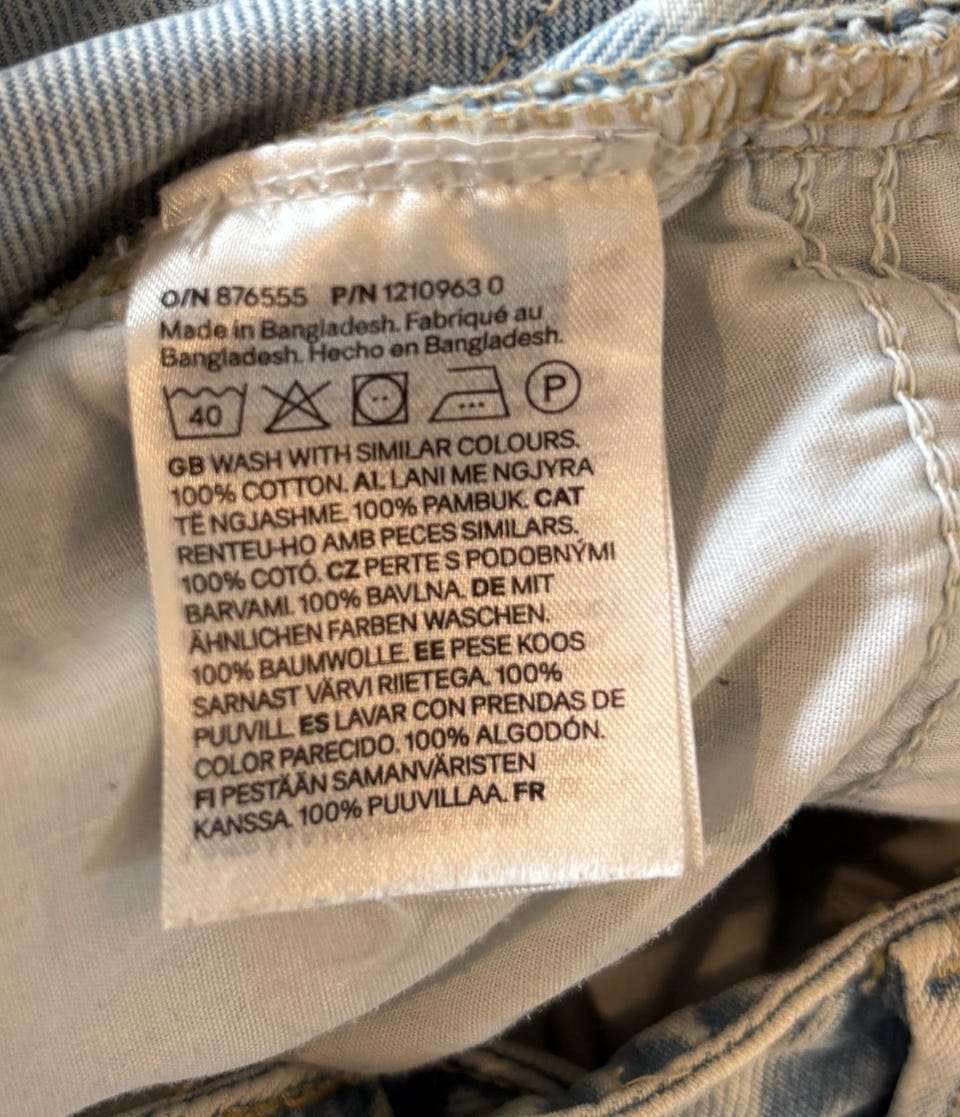 O/N 876555 P/N 1210963 0
Made in Bangladesh. Fabriqué au
Bangladesh. Hecho en Bangladesh.
40 P
GB WASH WITH SIMILAR COLOURS.
100% COTTON. AL LANI ME NGJYRA
TË NGJASHME. 100% PAMBUK. CAT
RENTEU-HO AMB PECES SIMILARS.
100% COTÓ. CZ PERTE S PODOBNÝMI
BARVAMI. 100% BAVLNA. DE MIT
ÄHNLICHEN FARBEN WASCHEN.
100% BAUMWOLLE. EE PESE KOOS
SARNAST VÄRVI RIIETEGA. 100%
PUUVILL. ES LAVAR CON PRENDAS DE
COLOR PARECIDO. 100% ALGODÓN.
FI PESTÄÄN SAMANVÄRISTEN
KANSSA. 100% PUUVILLAA. FR